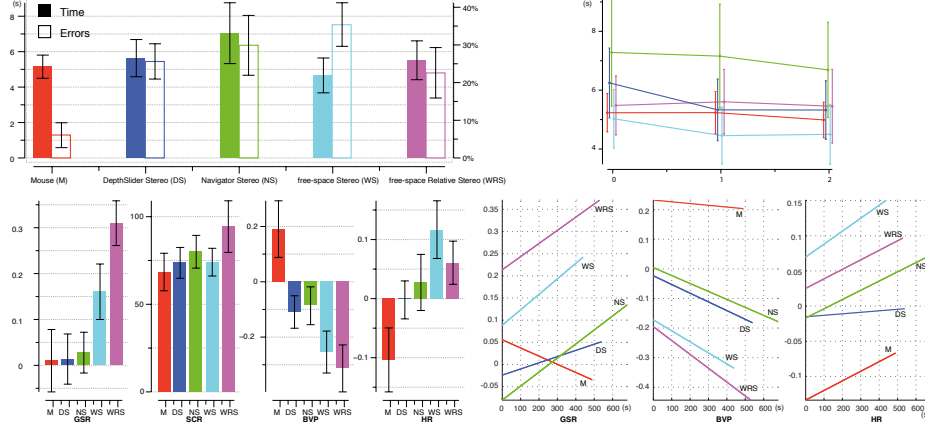 (s)
Time
Errors
8
6
4
2
0
40%
30%
20%
10%
0%
Mouse (M) DepthSlider Stereo (DS) Navigator Stereo (NS) free-space Stereo (WS) free-space Relative Stereo (WRS)
(s)
8
6
4
0 1 2
0.3
0.2
0.1
0
M DS NS WS WRS
GSR
100
50
0
M DS NS WS WRS
SCR
0.2
0
-0.2
M DS NS WS WRS
BVP
0.1
0
-0.1
M DS NS WS WRS
HR
0.35
0.3
0.25
0.2
0.15
0.1
0.05
0
-0.05
WRS
WS
NS
DS
M
0 100 200 300 400 500 600 (s)
GSR
0.2
0.1
0
-0.1
-0.2
-0.3
-0.4
M
NS
DS
WS
WRS
0 100 200 300 400 500 600 (s)
BVP
0.15
0.1
0.05
0
-0.05
-0.1
WS
WRS
NS
DS
M
0 100 200 300 400 500 600 (s)
HR